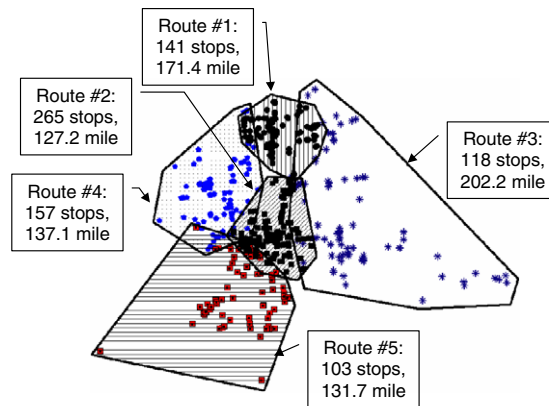 Route #1:
141 stops,
171.4 mile
Route #2:
265 stops,
127.2 mile
Route #3:
118 stops,
202.2 mile
Route #4:
157 stops,
137.1 mile
Route #5:
103 stops,
131.7 mile